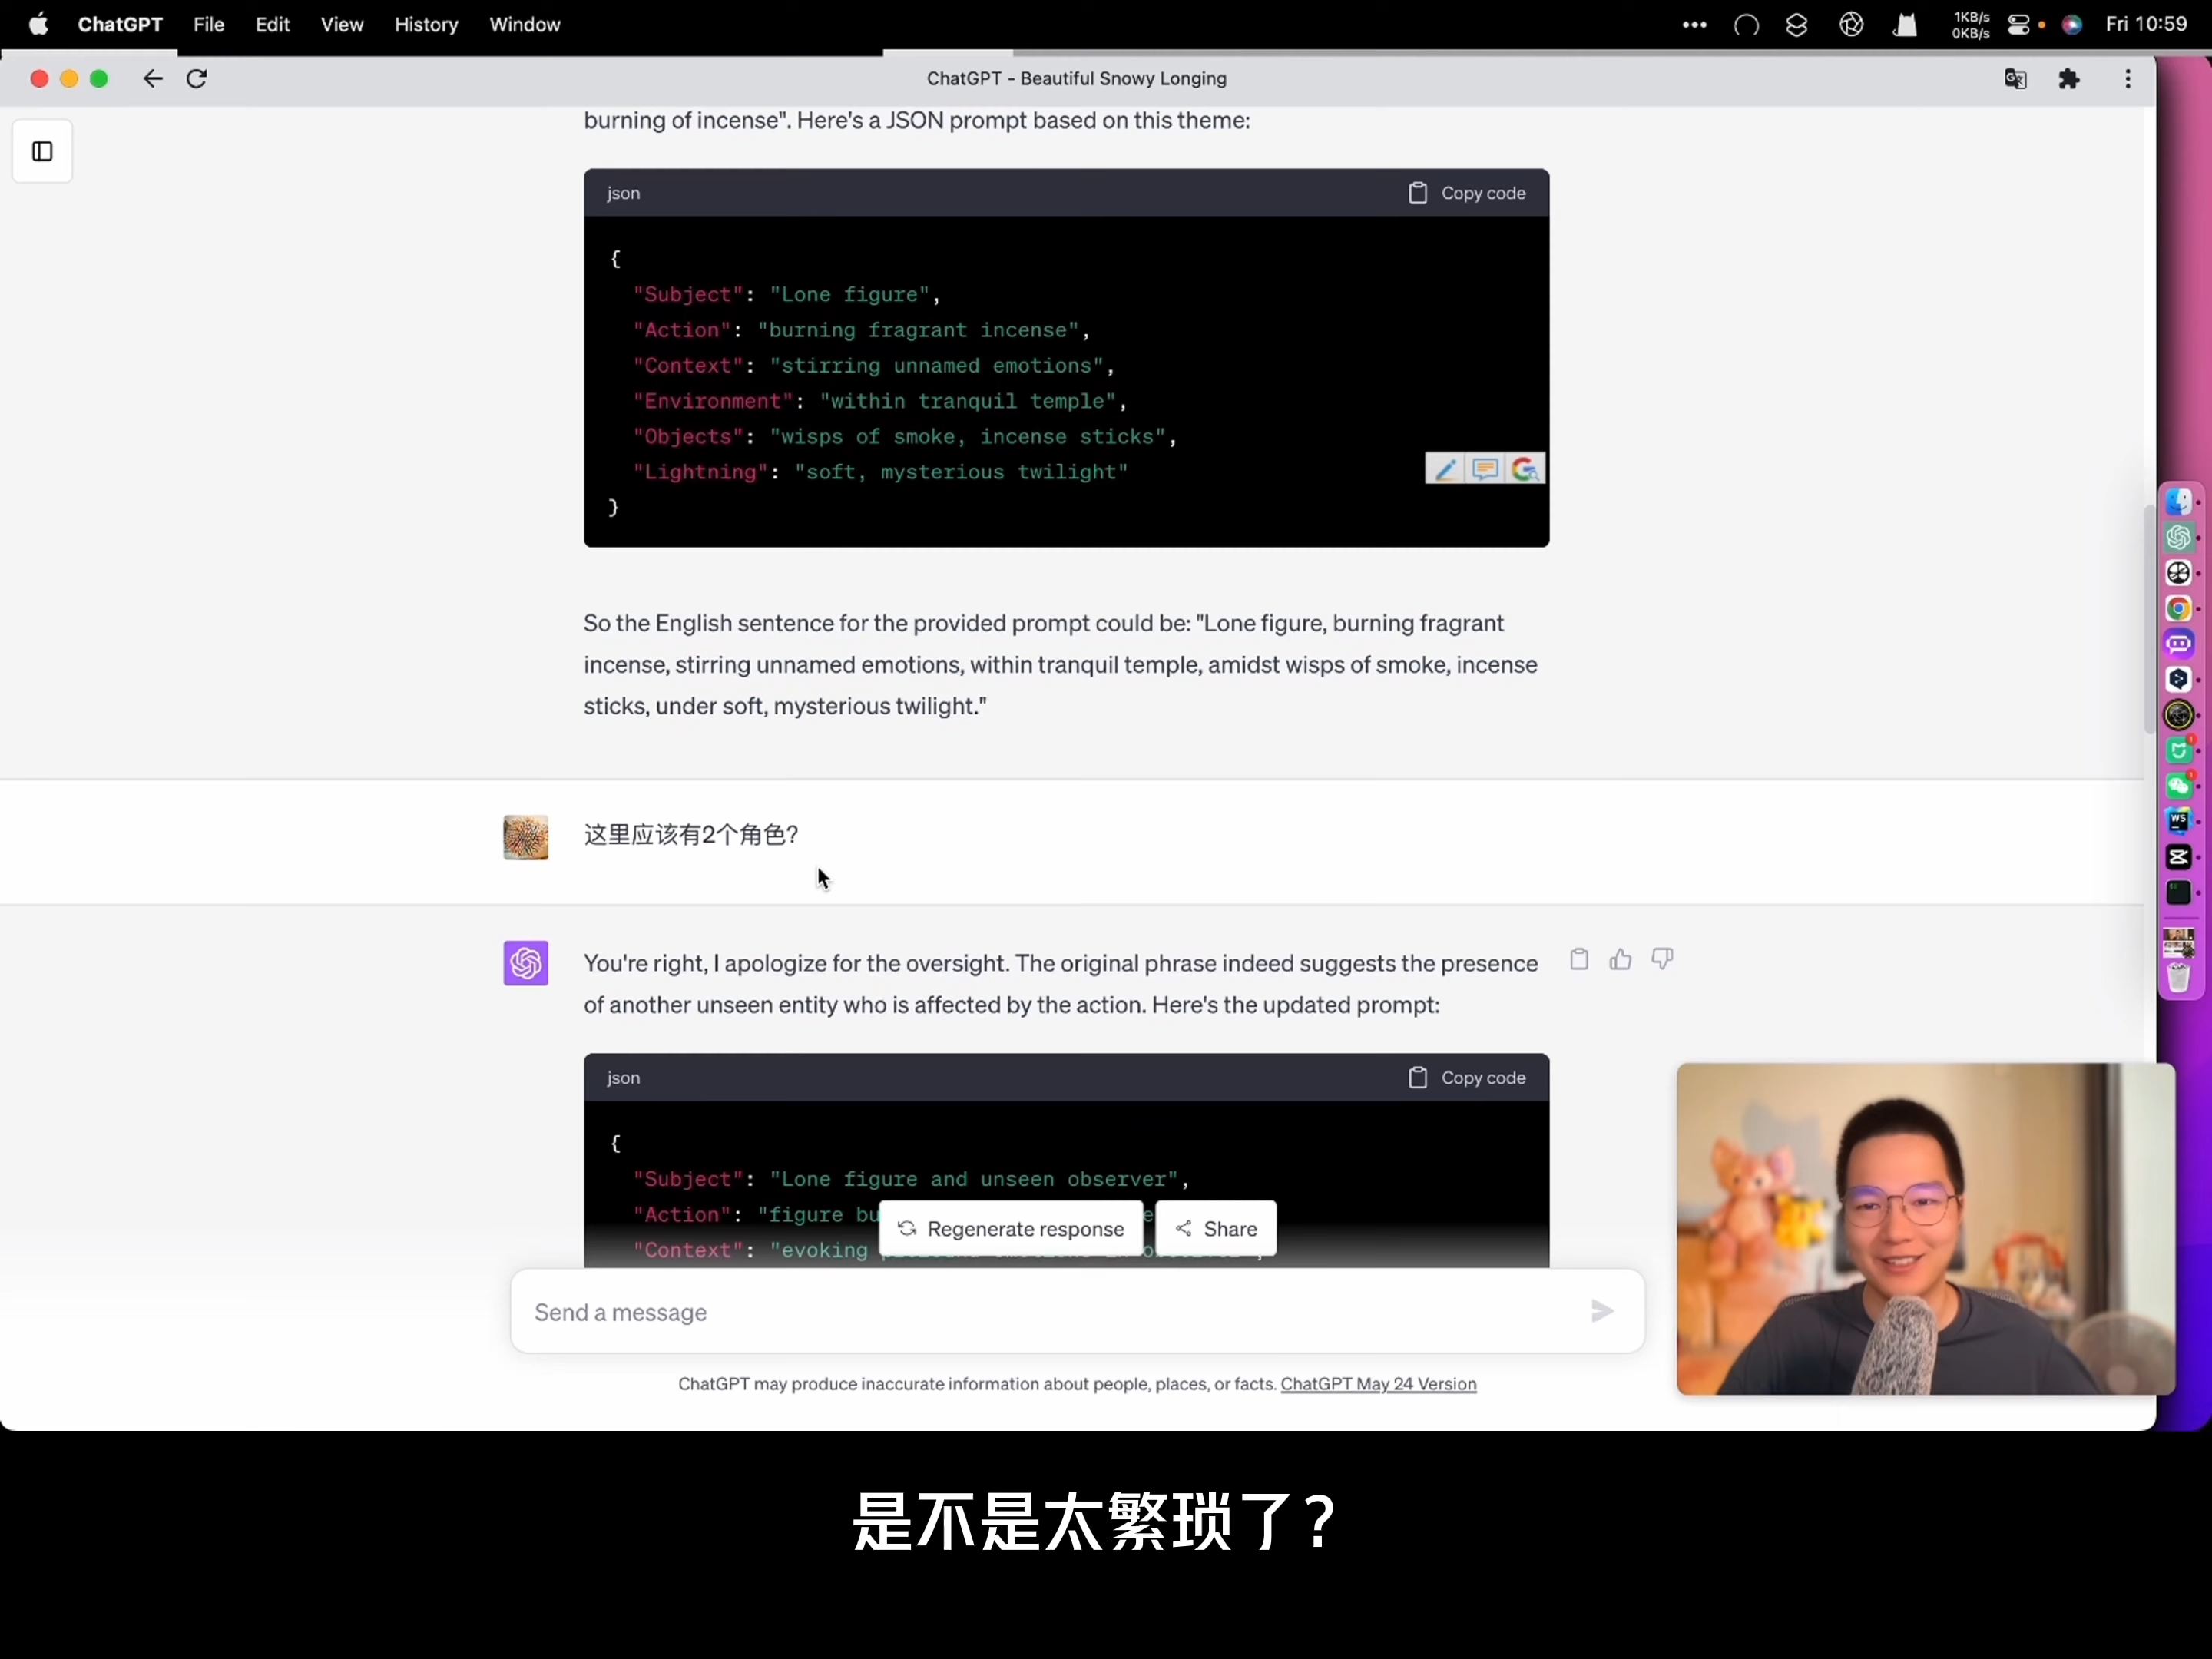 ChatGPT File Edit View History Window
1KB/s
0KB/s
Fri 10:59
ChatGPT - Beautiful Snowy Longing
burning of incense". Here's a JSON prompt based on this theme:
json Copy code
{
"Subject": "Lone figure",
"Action": "burning fragrant incense",
"Context": "stirring unnamed emotions",
"Environment": "within tranquil temple",
"Objects": "wisps of smoke, incense sticks",
"Lightning": "soft, mysterious twilight"
}
So the English sentence for the provided prompt could be: "Lone figure, burning fragrant
incense, stirring unnamed emotions, within tranquil temple, amidst wisps of smoke, incense
sticks, under soft, mysterious twilight."
这里应该有2个角色?
You're right, I apologize for the oversight. The original phrase indeed suggests the presence
of another unseen entity who is affected by the action. Here's the updated prompt:
json Copy code
{
"Subject": "Lone figure and unseen observer",
"Action": "figure
"Context": "evoking
Regenerate response Share
Send a message
ChatGPT may produce inaccurate information about people, places, or facts. ChatGPT May 24 Version
WS
是不是太繁琐了?